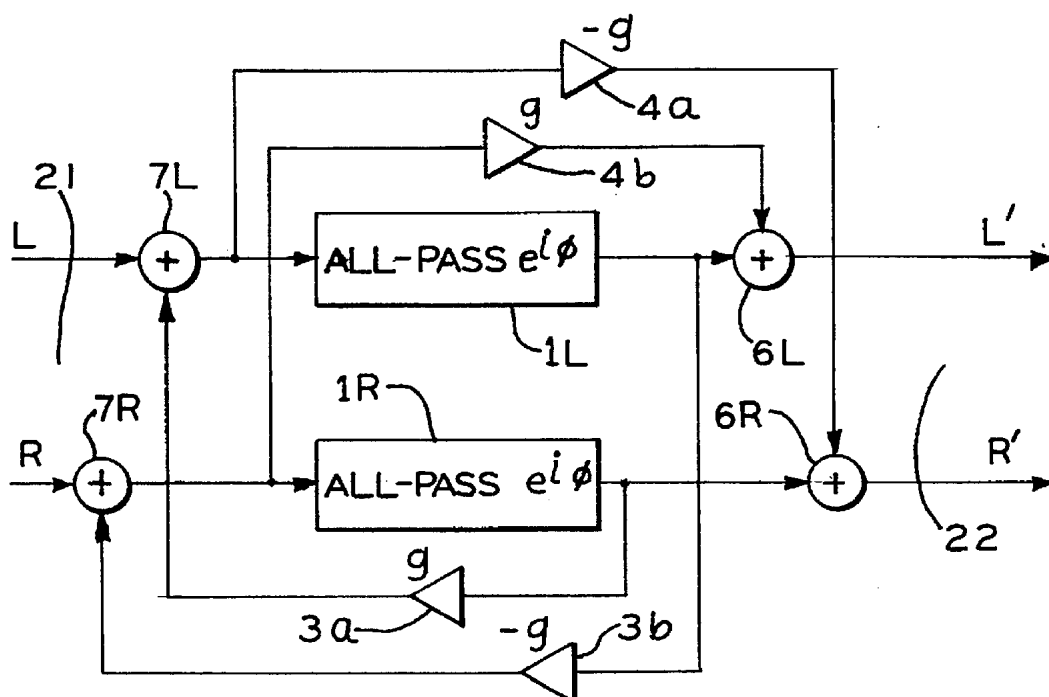 -g
4a
g
4b
21
7L
L
+
ALL-PASS e^iφ
+
L'
1L
6L
1R
7R
6R
R
+
ALL-PASS e^iφ
+
R'
22
g
3a
-g
3b